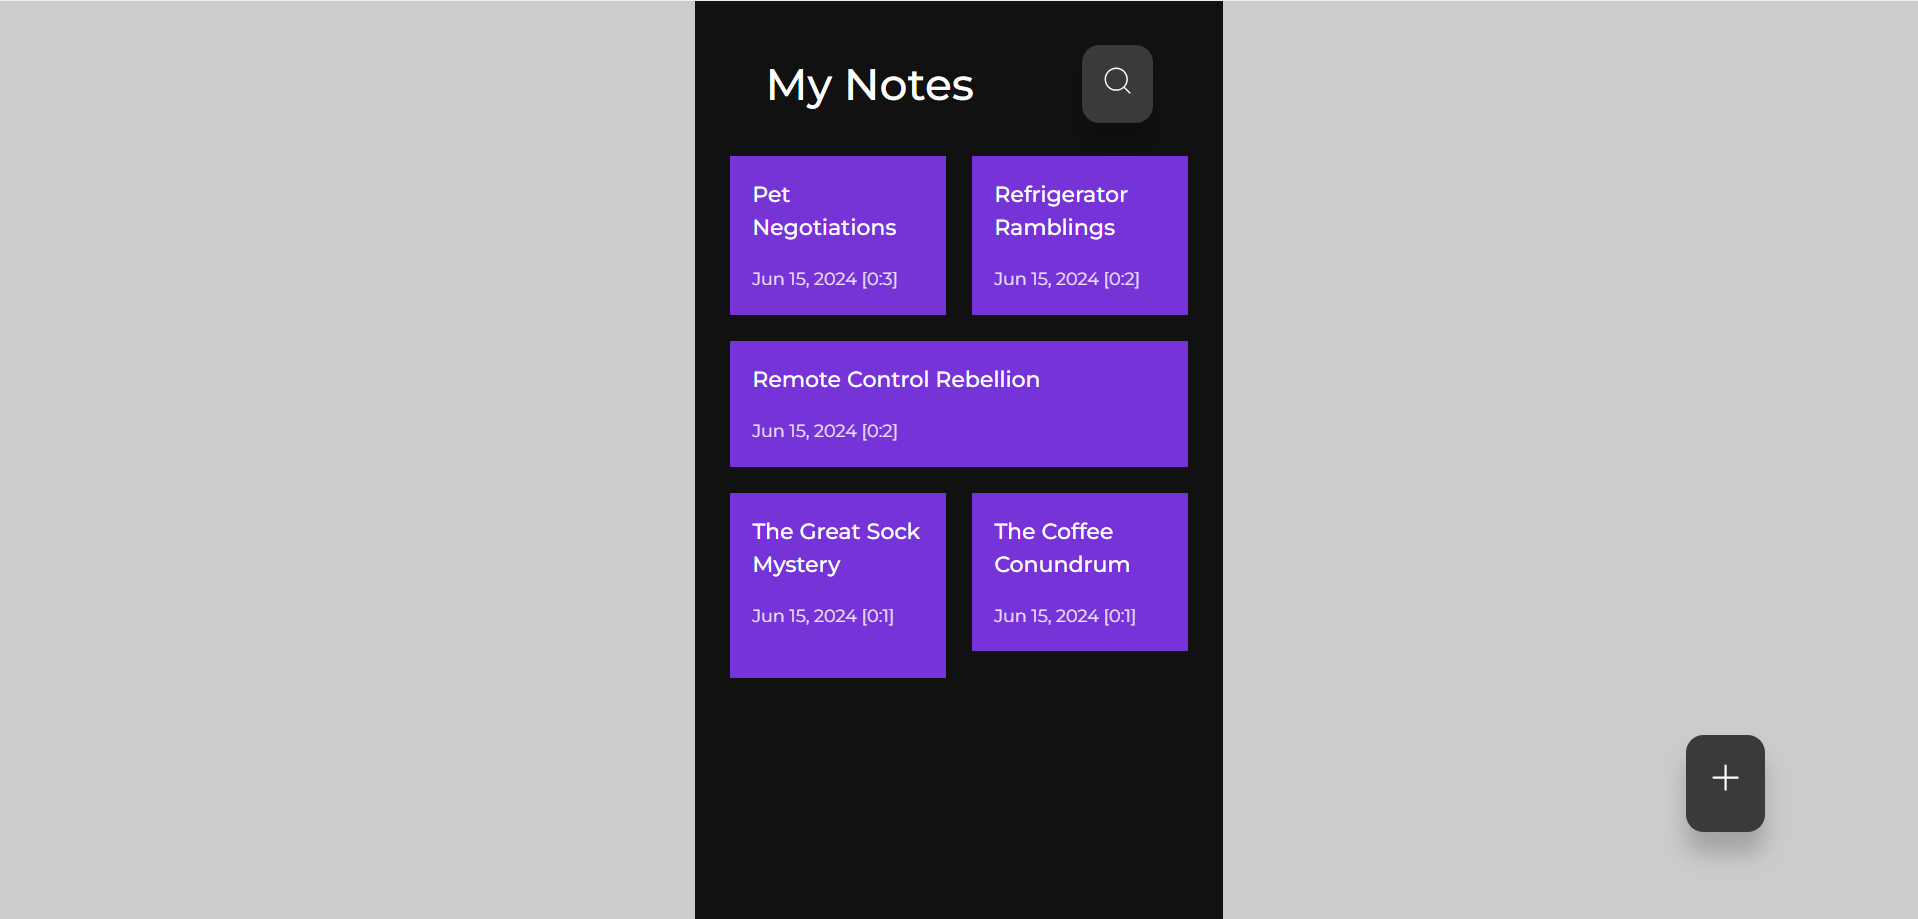 My Notes
Pet
Negotiations
Jun 15, 2024 [0:3]
Refrigerator
Ramblings
Jun 15, 2024 [0:2]
Remote Control Rebellion
Jun 15, 2024 [0:2]
The Great Sock
Mystery
Jun 15, 2024 [0:1]
The Coffee
Conundrum
Jun 15, 2024 [0:1]